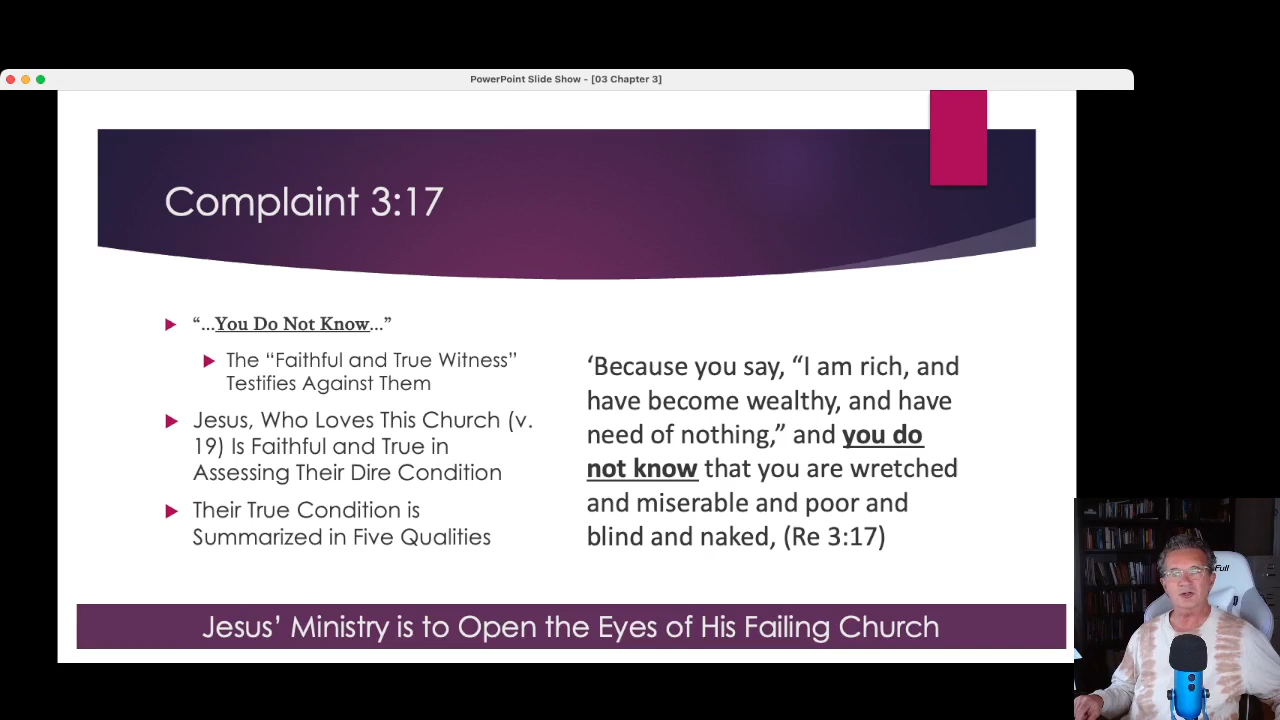 PowerPoint Slide Show - [03 Chapter 3]
Complaint 3:17
“...You Do Not Know...”
The “Faithful and True Witness”
Testifies Against Them
Jesus, Who Loves This Church (v.
19) Is Faithful and True in
Assessing Their Dire Condition
Their True Condition is
Summarized in Five Qualities
‘Because you say, “I am rich, and
have become wealthy, and have
need of nothing,” and you do
not know that you are wretched
and miserable and poor and
blind and naked, (Re 3:17)
Jesus’ Ministry is to Open the Eyes of His Failing Church